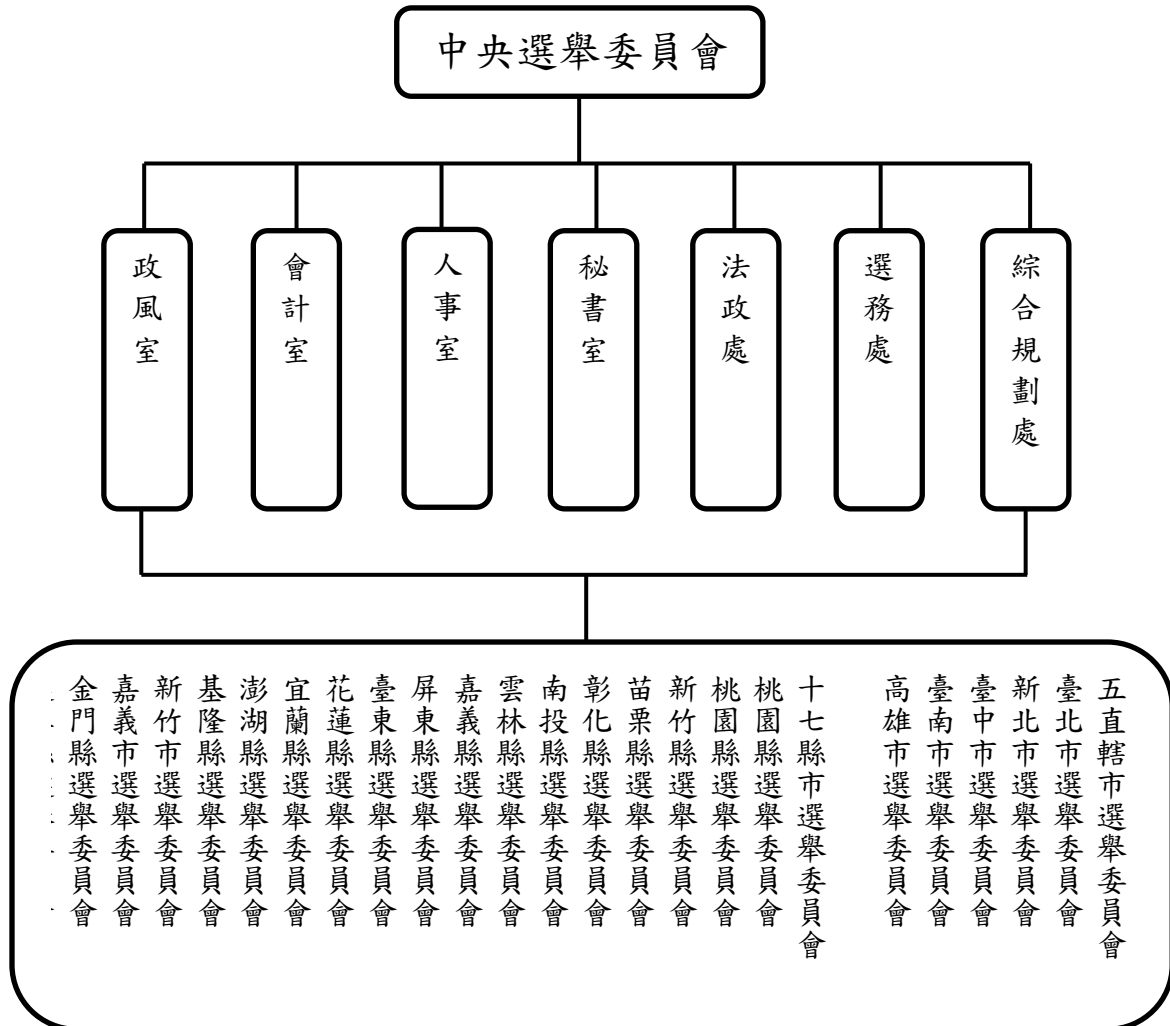 中央選舉委員會
綜合規劃處
選務處
法政處
秘書室
人事室
會計室
政風室
五直轄市選舉委員會
臺北市選舉委員會
新北市選舉委員會
臺中市選舉委員會
臺南市選舉委員會
高雄市選舉委員會
十七縣市選舉委員會
桃園縣選舉委員會
桃園縣選舉委員會
新竹縣選舉委員會
苗栗縣選舉委員會
彰化縣選舉委員會
南投縣選舉委員會
雲林縣選舉委員會
嘉義縣選舉委員會
屏東縣選舉委員會
臺東縣選舉委員會
花蓮縣選舉委員會
宜蘭縣選舉委員會
澎湖縣選舉委員會
基隆縣選舉委員會
新竹市選舉委員會
嘉義市選舉委員會
金門縣選舉委員會